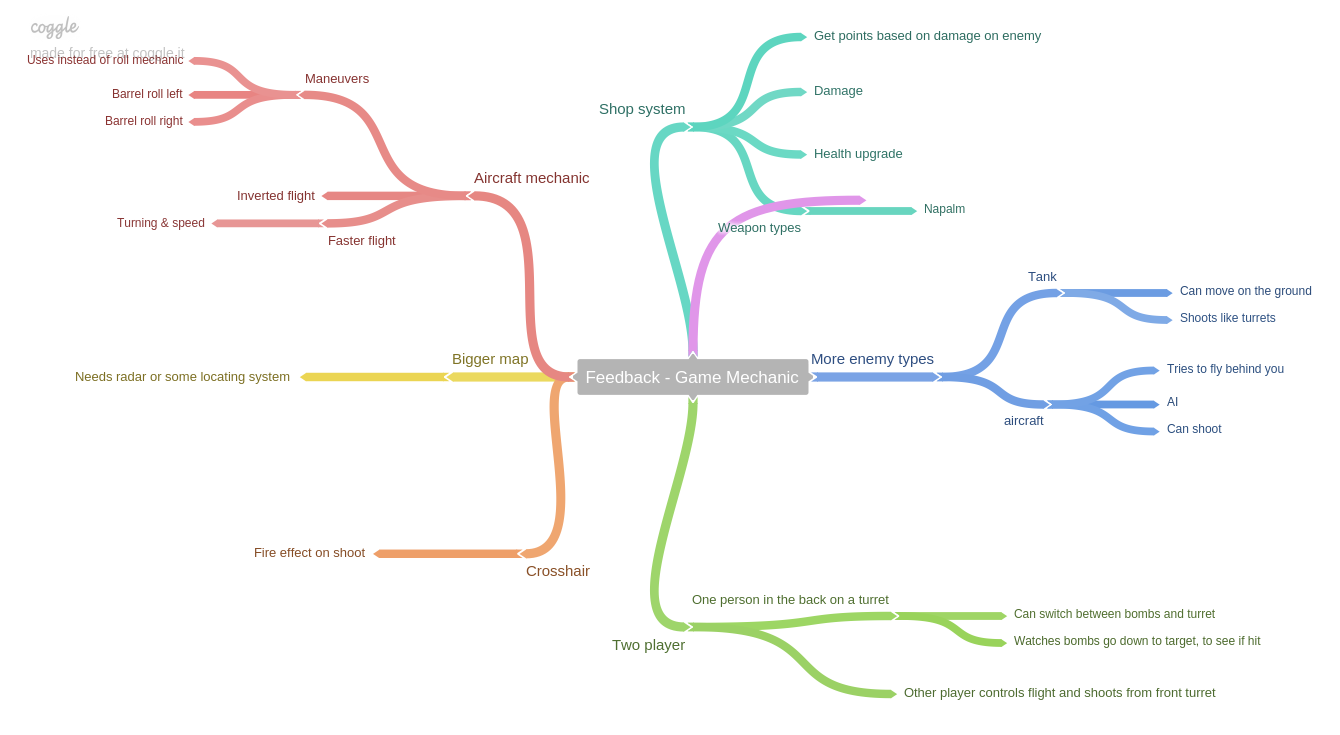 coggle
made for free at coggle.it
Uses instead of roll mechanic
Maneuvers
Barrel roll left
Barrel roll right
Aircraft mechanic
Inverted flight
Turning & speed
Faster flight
Bigger map
Needs radar or some locating system
Fire effect on shoot
Crosshair
Feedback - Game Mechanic
Get points based on damage on enemy
Shop system
Damage
Health upgrade
Weapon types
Napalm
More enemy types
Tank
Can move on the ground
Shoots like turrets
aircraft
Tries to fly behind you
AI
Can shoot
Two player
One person in the back on a turret
Can switch between bombs and turret
Watches bombs go down to target, to see if hit
Other player controls flight and shoots from front turret